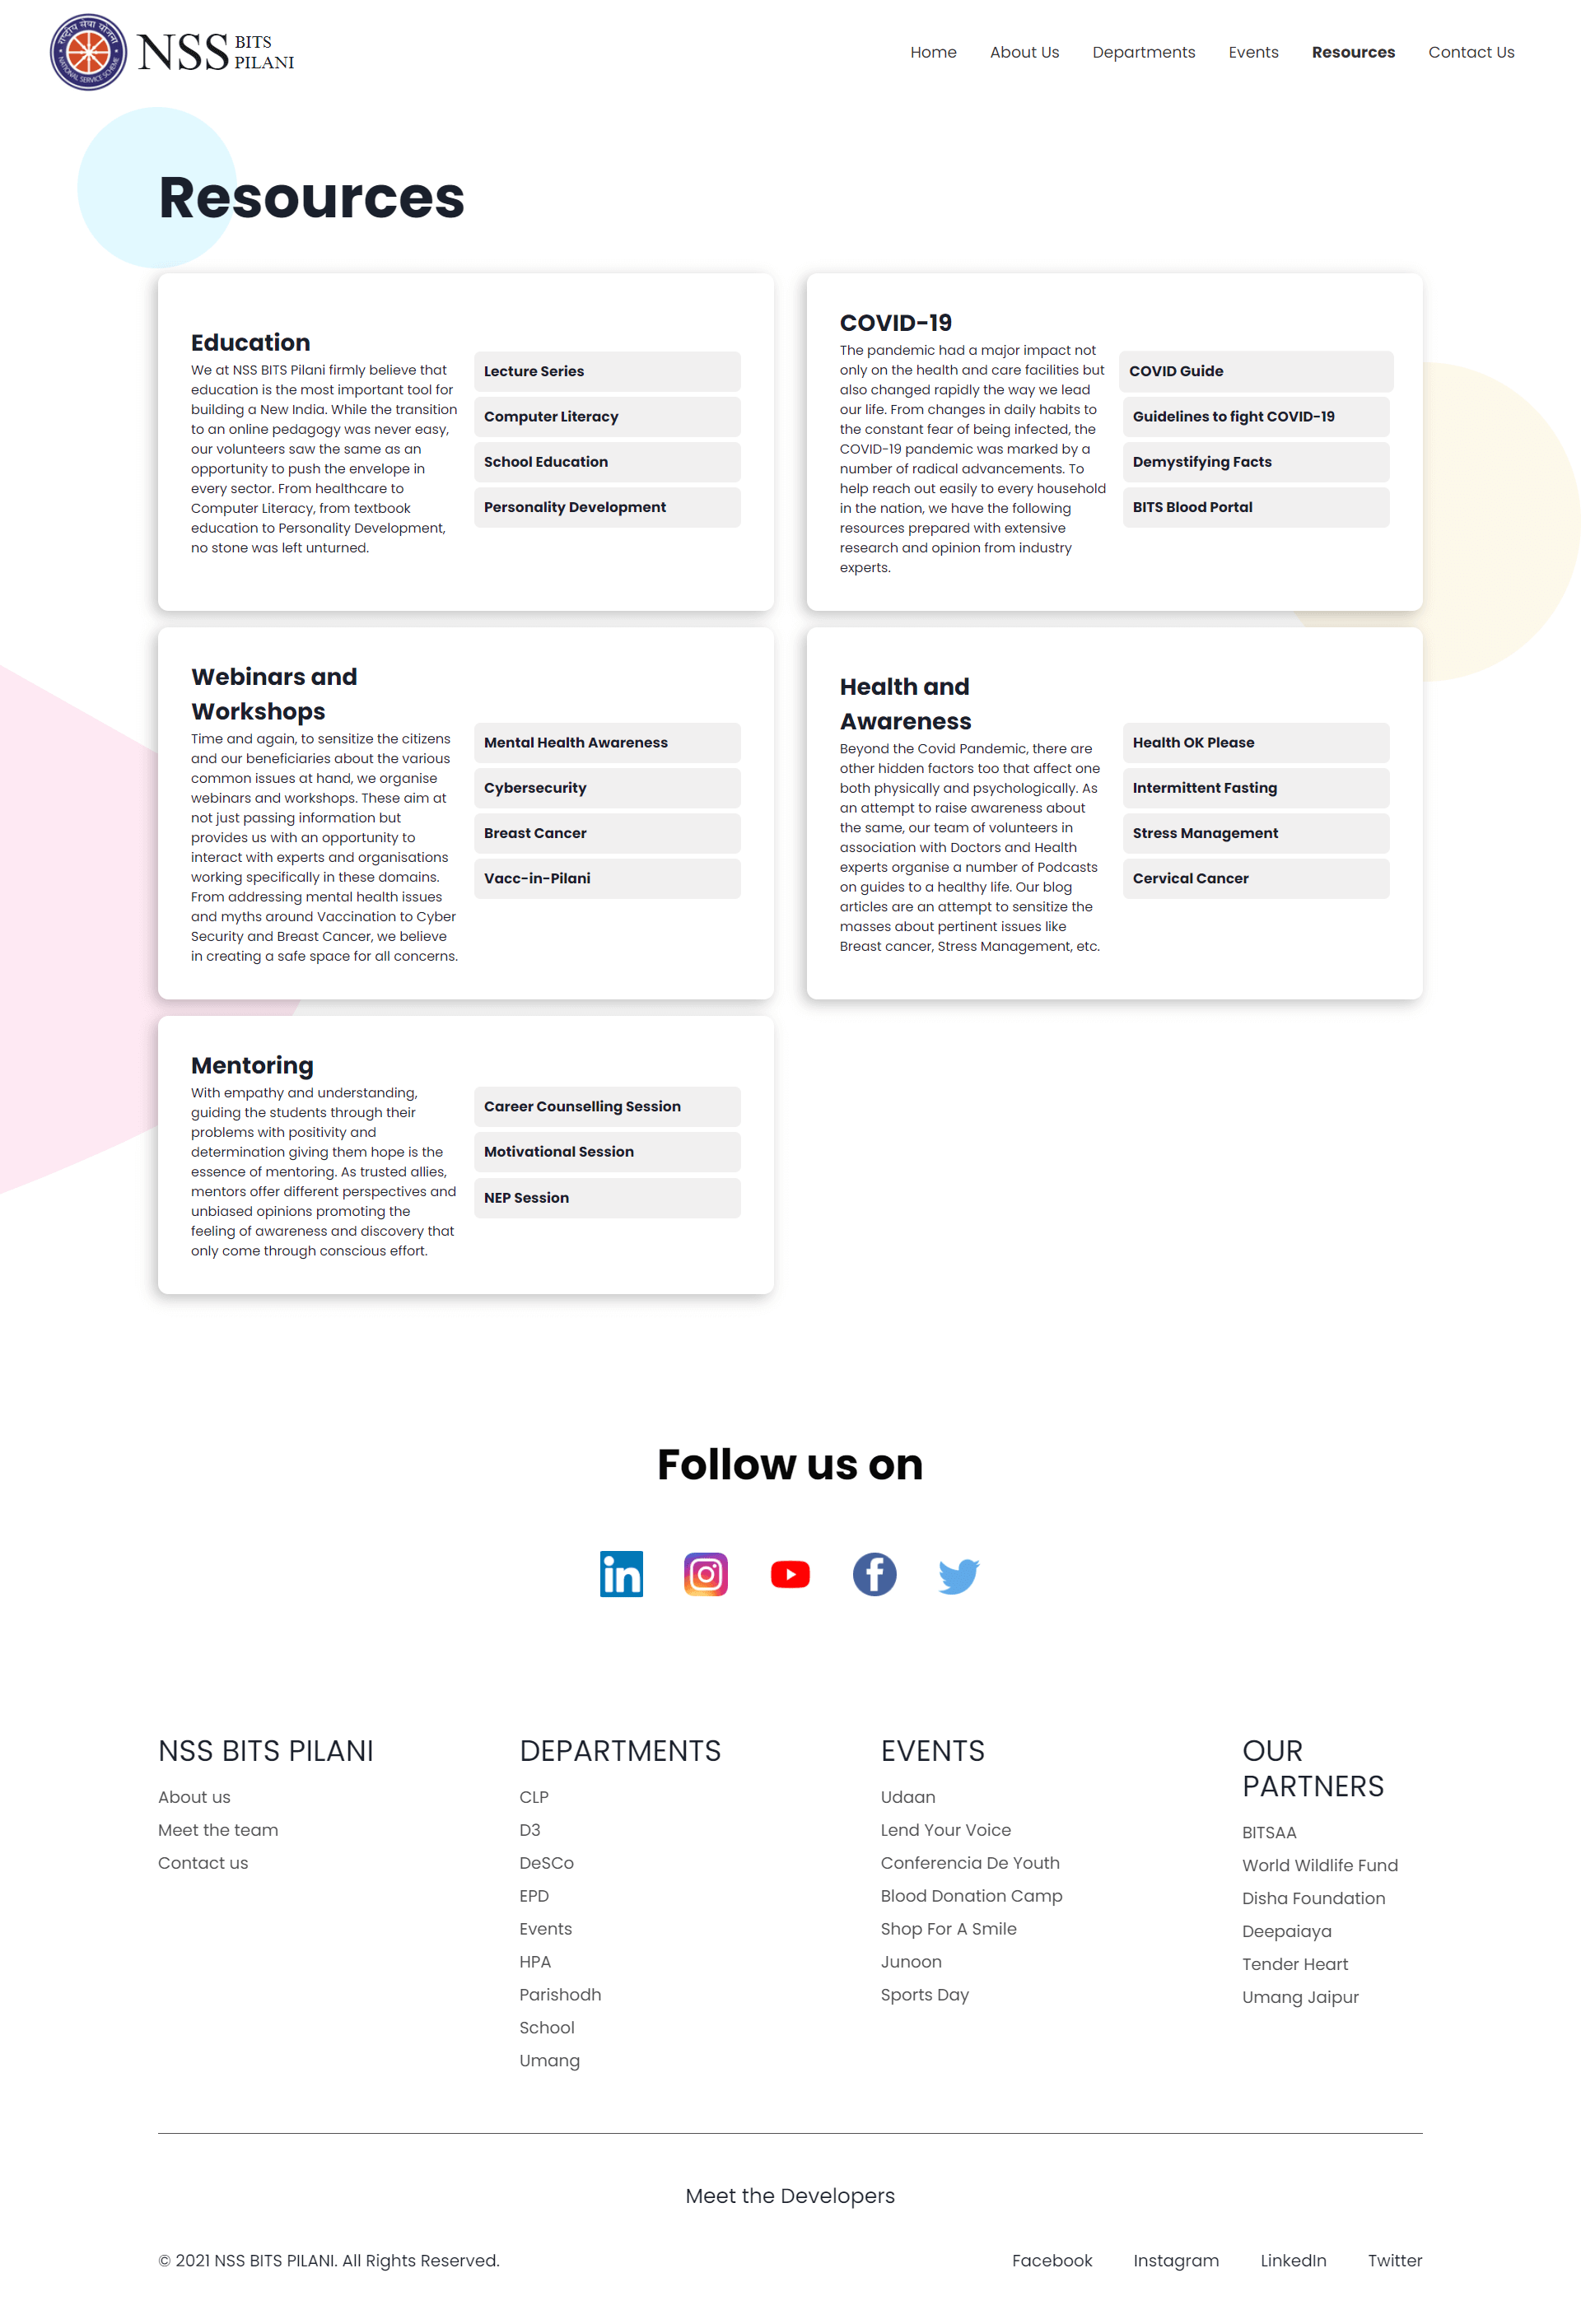 राष्ट्रीय सेवा योजना
NATIONAL SERVICE SCHEME
NSS BITS
PILANI
Home About Us Departments Events Resources Contact Us
Resources
Education
We at NSS BITS Pilani firmly believe that
education is the most important tool for
building a New India. While the transition
to an online pedagogy was never easy,
our volunteers saw the same as an
opportunity to push the envelope in
every sector. From healthcare to
Computer Literacy, from textbook
education to Personality Development,
no stone was left unturned.
Lecture Series
Computer Literacy
School Education
Personality Development
COVID-19
The pandemic had a major impact not
only on the health and care facilities but
also changed rapidly the way we lead
our life. From changes in daily habits to
the constant fear of being infected, the
COVID-19 pandemic was marked by a
number of radical advancements. To
help reach out easily to every household
in the nation, we have the following
resources prepared with extensive
research and opinion from industry
experts.
COVID Guide
Guidelines to fight COVID-19
Demystifying Facts
BITS Blood Portal
Webinars and
Workshops
Time and again, to sensitize the citizens
and our beneficiaries about the various
common issues at hand, we organise
webinars and workshops. These aim at
not just passing information but
provides us with an opportunity to
interact with experts and organisations
working specifically in these domains.
From addressing mental health issues
and myths around Vaccination to Cyber
Security and Breast Cancer, we believe
in creating a safe space for all concerns.
Mental Health Awareness
Cybersecurity
Breast Cancer
Vacc-in-Pilani
Health and
Awareness
Beyond the Covid Pandemic, there are
other hidden factors too that affect one
both physically and psychologically. As
an attempt to raise awareness about
the same, our team of volunteers in
association with Doctors and Health
experts organise a number of Podcasts
on guides to a healthy life. Our blog
articles are an attempt to sensitize the
masses about pertinent issues like
Breast cancer, Stress Management, etc.
Health OK Please
Intermittent Fasting
Stress Management
Cervical Cancer
Mentoring
With empathy and understanding,
guiding the students through their
problems with positivity and
determination giving them hope is the
essence of mentoring. As trusted allies,
mentors offer different perspectives and
unbiased opinions promoting the
feeling of awareness and discovery that
only come through conscious effort.
Career Counselling Session
Motivational Session
NEP Session
Follow us on
NSS BITS PILANI
About us
Meet the team
Contact us
DEPARTMENTS
CLP
D3
DeSCo
EPD
Events
HPA
Parishodh
School
Umang
EVENTS
Udaan
Lend Your Voice
Conferencia De Youth
Blood Donation Camp
Shop For A Smile
Junoon
Sports Day
OUR
PARTNERS
BITSAA
World Wildlife Fund
Disha Foundation
Deepaiaya
Tender Heart
Umang Jaipur
Meet the Developers
© 2021 NSS BITS PILANI. All Rights Reserved.
Facebook Instagram LinkedIn Twitter